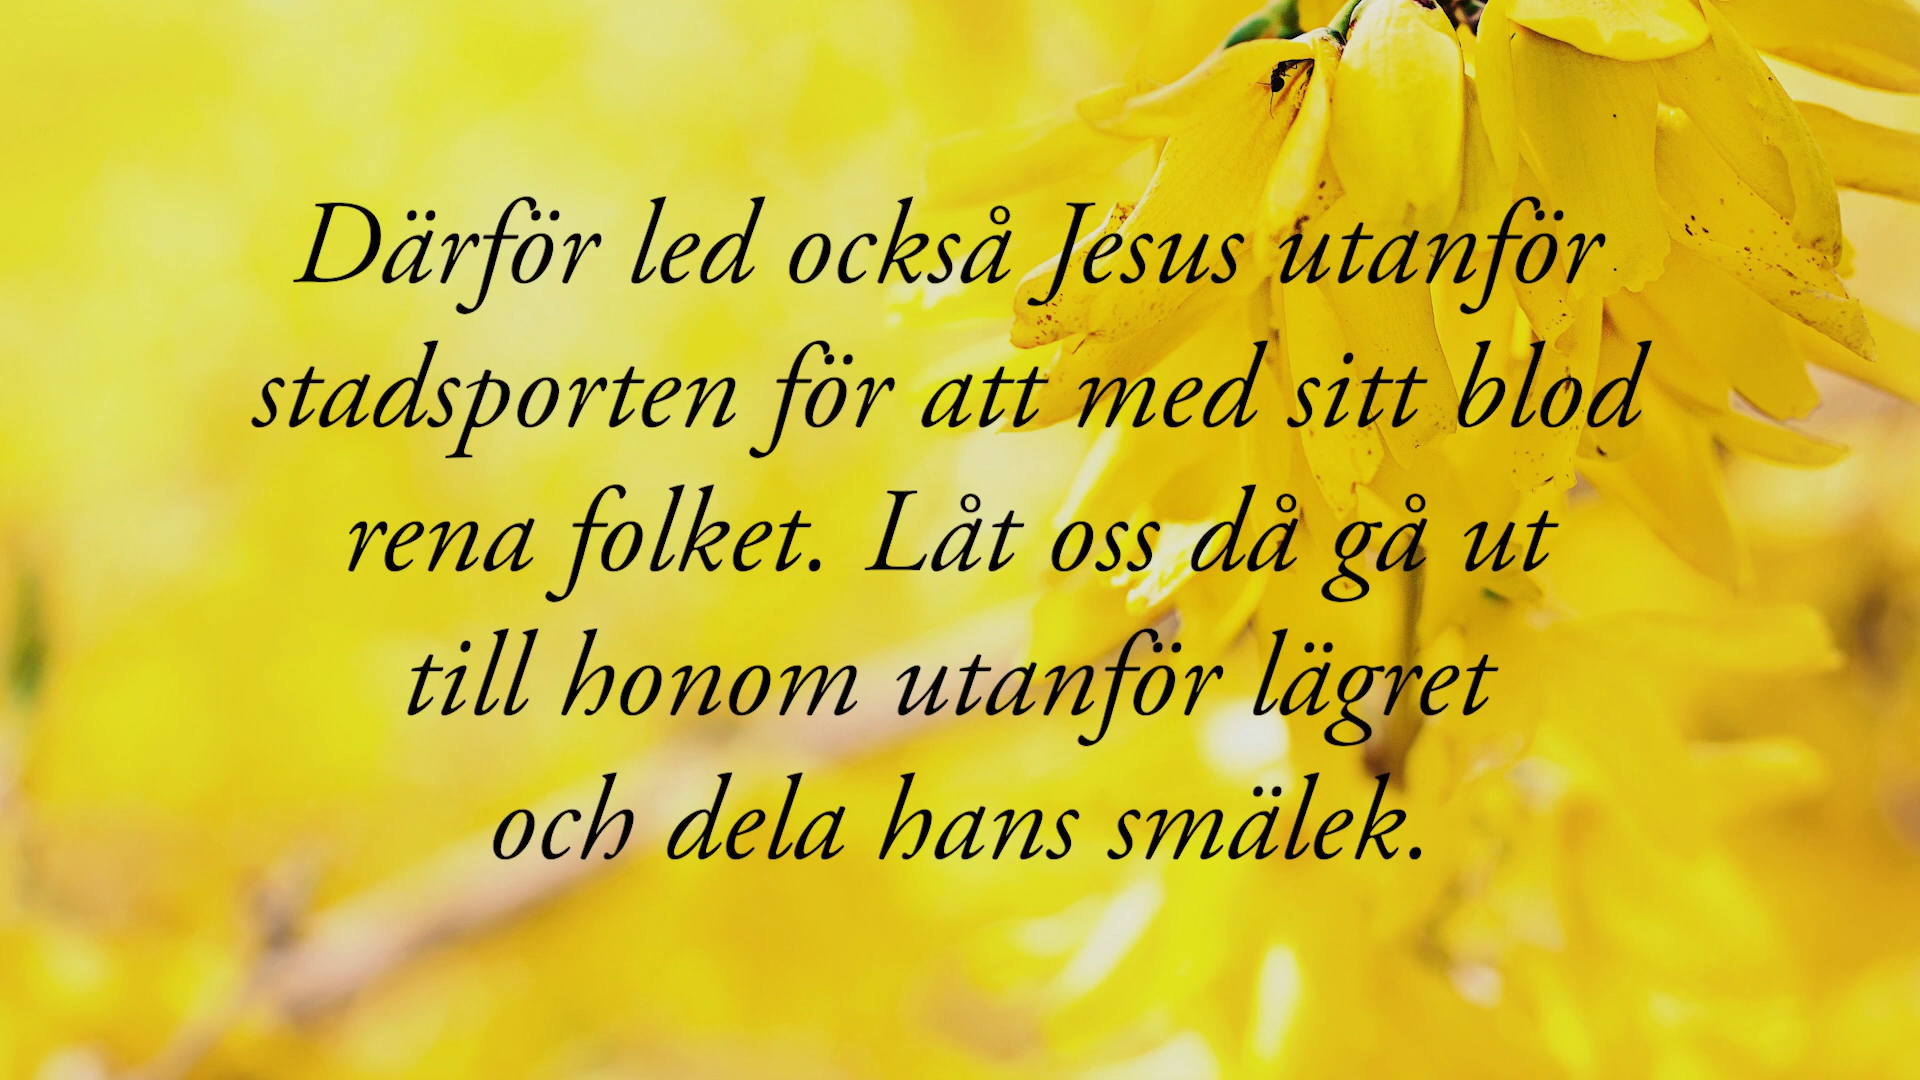 Därför led också Jesus utanför
stadsporten för att med sitt blod
rena folket. Låt oss då gå ut
till honom utanför lägret
och dela hans smälek.